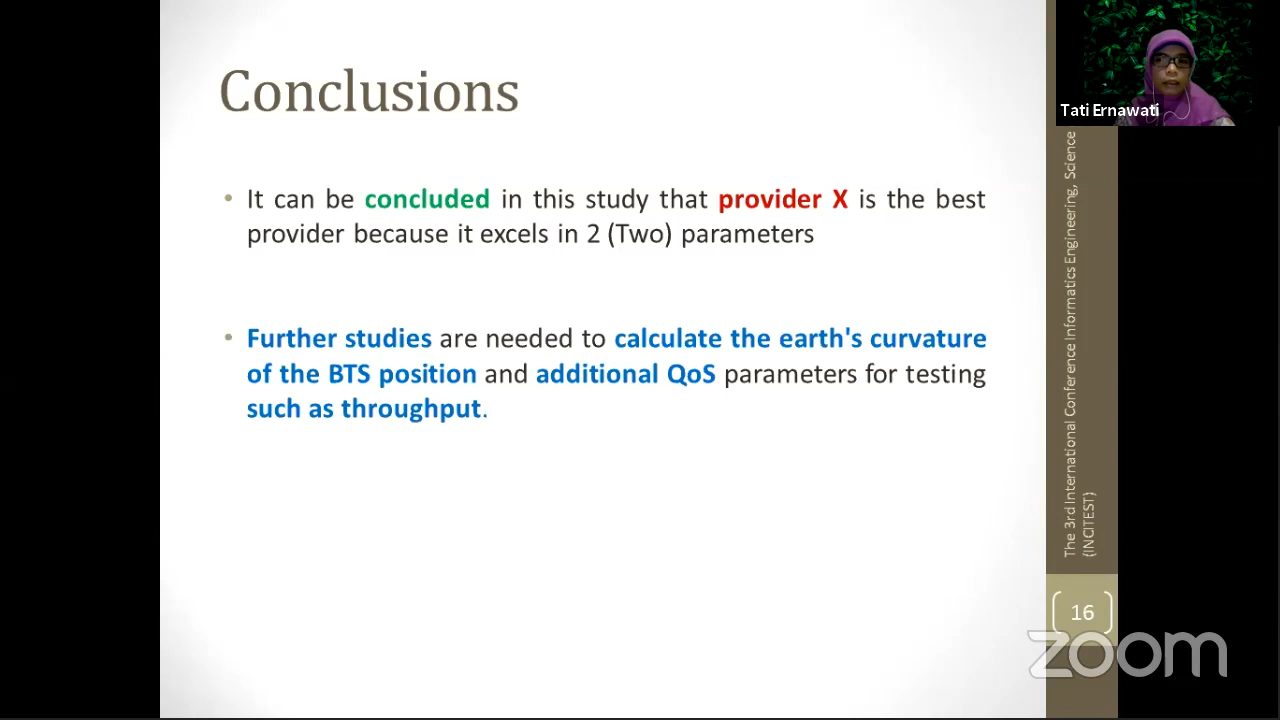 Conclusions
• It can be concluded in this study that provider X is the best
provider because it excels in 2 (Two) parameters
• Further studies are needed to calculate the earth's curvature
of the BTS position and additional QoS parameters for testing
such as throughput.
Tati Ernawati
The 3rd International Conference Informatics Engineering, Science
(INCITEST)
16
zoom